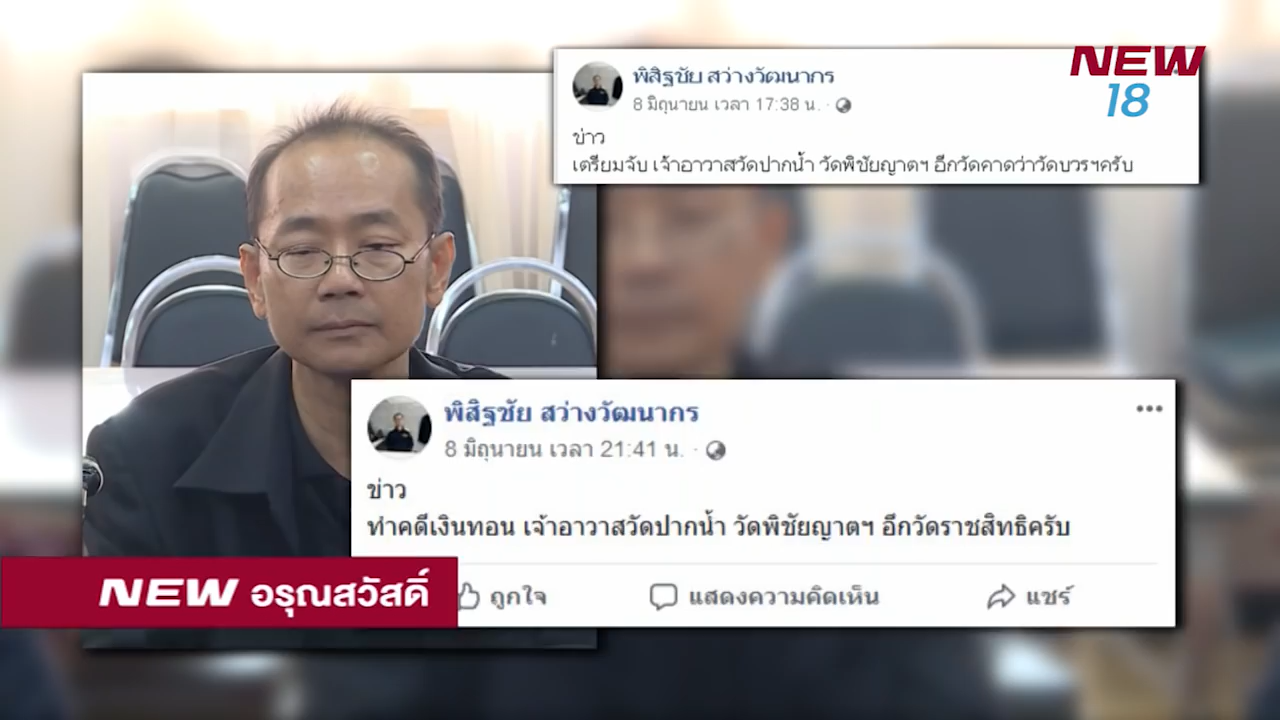 NEW
18
พิสิฐชัย สว่างวัฒนากร
8 มิถุนายน เวลา 17:38 น. ·
ข่าว
เตรียมจับ เจ้าอาวาสวัดปากน้ำ วัดพิชัยญาตฯ อีกวัดคาดว่าวัดบวรฯครับ
พิสิฐชัย สว่างวัฒนากร
8 มิถุนายน เวลา 21:41 น. ·
ข่าว
ทำคดีเงินทอน เจ้าอาวาสวัดปากน้ำ วัดพิชัยญาตฯ อีกวัดราชสิทธิครับ
ถูกใจ แสดงความคิดเห็น แชร์
NEW อรุณสวัสดิ์